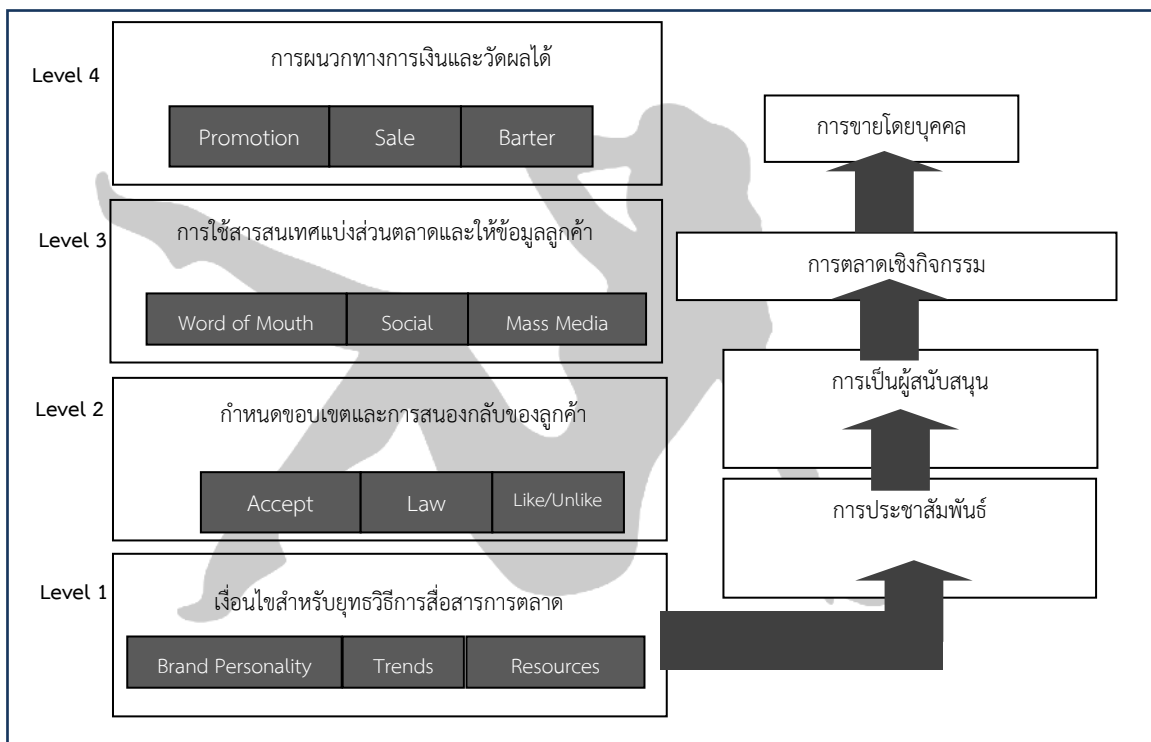 Level 4
การผนวกทางการเงินและวัดผลได้
Promotion Sale Barter
Level 3
การใช้สารสนเทศแบ่งส่วนตลาดและให้ข้อมูลลูกค้า
Word of Mouth Social Mass Media
Level 2
กำหนดขอบเขตและการสนองกลับของลูกค้า
Accept Law Like/Unlike
Level 1
เงื่อนไขสำหรับยุทธวิธีการสื่อสารการตลาด
Brand Personality Trends Resources
การขายโดยบุคคล
การตลาดเชิงกิจกรรม
การเป็นผู้สนับสนุน
การประชาสัมพันธ์